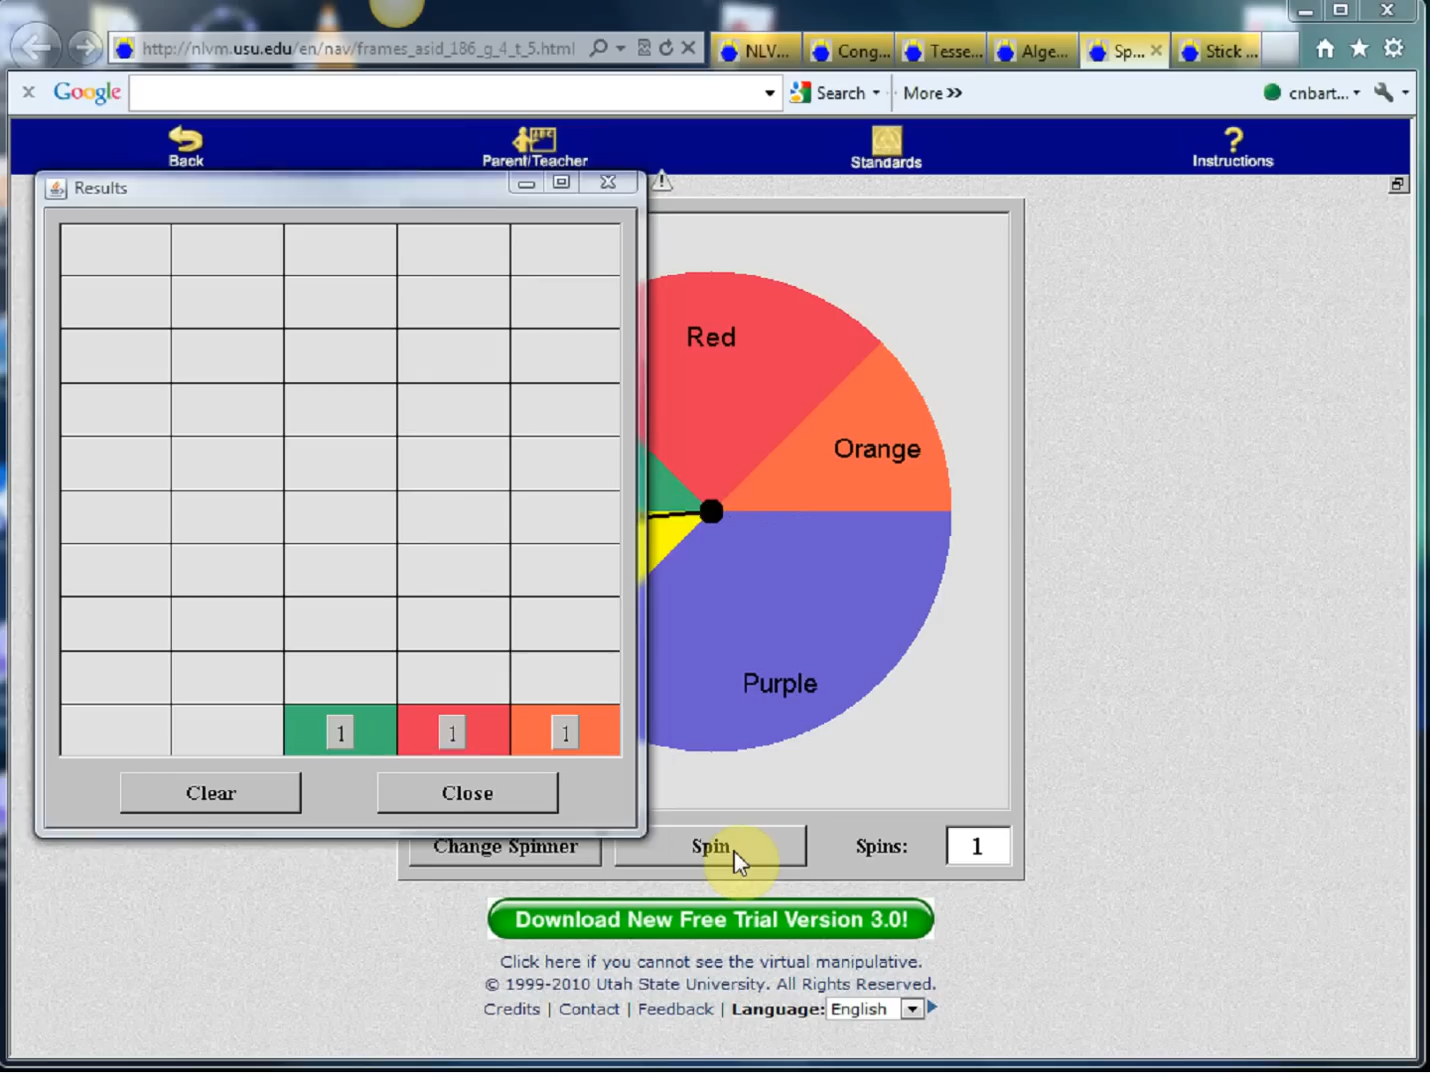 http://nlvm.usu.edu/en/nav/frames_asid_186_g_4_t_5.html
NLV...
Cong...
Tesse...
Alge...
Sp...
Stick ...
Google
Search
More »
cnbart...
Back
Parent/Teacher
Standards
Instructions
Results
Red
Orange
Purple
1 1 1
Clear
Close
Change Spinner
Spin
Spins:
1
Download New Free Trial Version 3.0!
Click here if you cannot see the virtual manipulative.
© 1999-2010 Utah State University. All Rights Reserved.
Credits | Contact | Feedback | Language: English